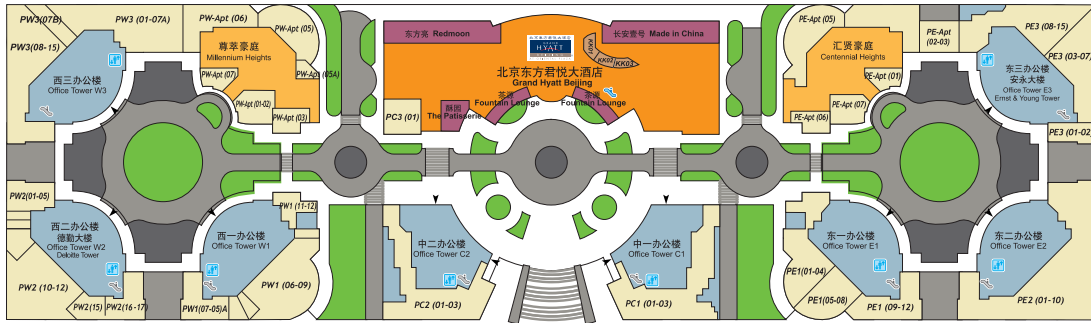 PW3(07B)
PW3 (01-07A)
PW-Apt (06)
PW-Apt (05)
PW3(08-15)
西三办公楼
Office Tower W3
尊萃豪庭
Millennium Heights
PW-Apt (05A)
PW-Apt (07)
PW-Apt (01-02)
PW-Apt (03)
东方亮 Redmoon
GRAND
HYATT
长安壹号 Made in China
KK01
KK02
KK03
北京东方君悦大酒店
Grand Hyatt Beijing
茶源
Fountain Lounge
茶源
Fountain Lounge
The Patisserie
PC3 (01)
PE-Apt (05)
PE-Apt
(02-03)
PE3 (08-15)
PE3 (03-07)
汇贤豪庭
Centennial Heights
PE-Apt (01)
PE-Apt (07)
PE-Apt (06)
东三办公楼
安永大楼
Office Tower E3
Ernst & Young Tower
PE3 (01-02)
PW2(01-05)
西二办公楼
德勤大楼
Office Tower W2
Deloitte Tower
西一办公楼
Office Tower W1
PW1 (11-12)
PW2 (10-12)
PW2(15)
PW2(16-17)
PW1(07-05)A
PW1 (06-09)
中二办公楼
Office Tower C2
PC2 (01-03)
中一办公楼
Office Tower C1
PC1 (01-03)
东一办公楼
Office Tower E1
PE1(01-04)
PE1(05-08)
PE1 (09-12)
东二办公楼
Office Tower E2
PE2 (01-10)